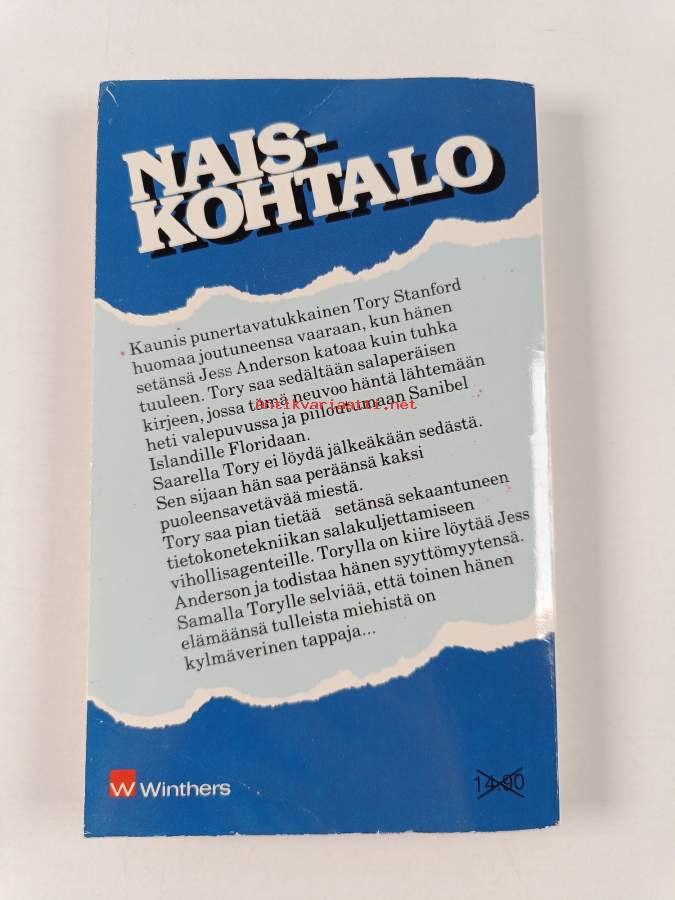 NAIS-
KOHTALO
Kaunis punertavatukkainen Tory Stanford
huomaa joutuneensa vaaraan, kun hänen
setänsä Jess Anderson katoaa kuin tuhka
tuuleen. Tory saa sedältään salaperäisen
kirjeen, jossa tämä neuvoo häntä lähtemään
heti valepuvussa ja piiloutumaan Sanibel
Islandille Floridaan.
antikvariaatti.net
Saarella Tory ei löydä jälkeäkään sedästä.
Sen sijaan hän saa peräänsä kaksi
puoleensavetävää miestä.
Tory saa pian tietää setänsä sekaantuneen
tietokonetekniikan salakuljettamiseen
vihollisagenteille. Torylla on kiire löytää Jess
Anderson ja todistaa hänen syyttömyytensä.
Samalla Torylle selviää, että toinen hänen
elämäänsä tulleista miehistä on
kylmäverinen tappaja...
W Winthers
14.90